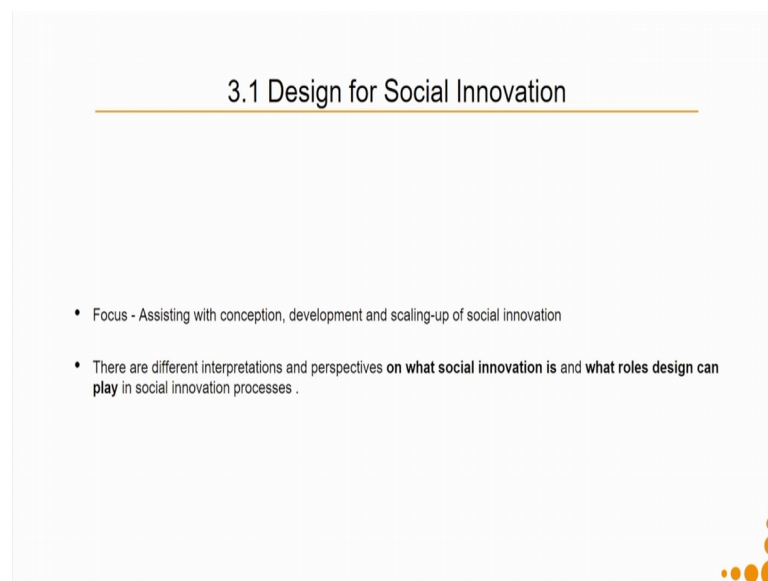 3.1 Design for Social Innovation
• Focus - Assisting with conception, development and scaling-up of social innovation
• There are different interpretations and perspectives on what social innovation is and what roles design can
play in social innovation processes .